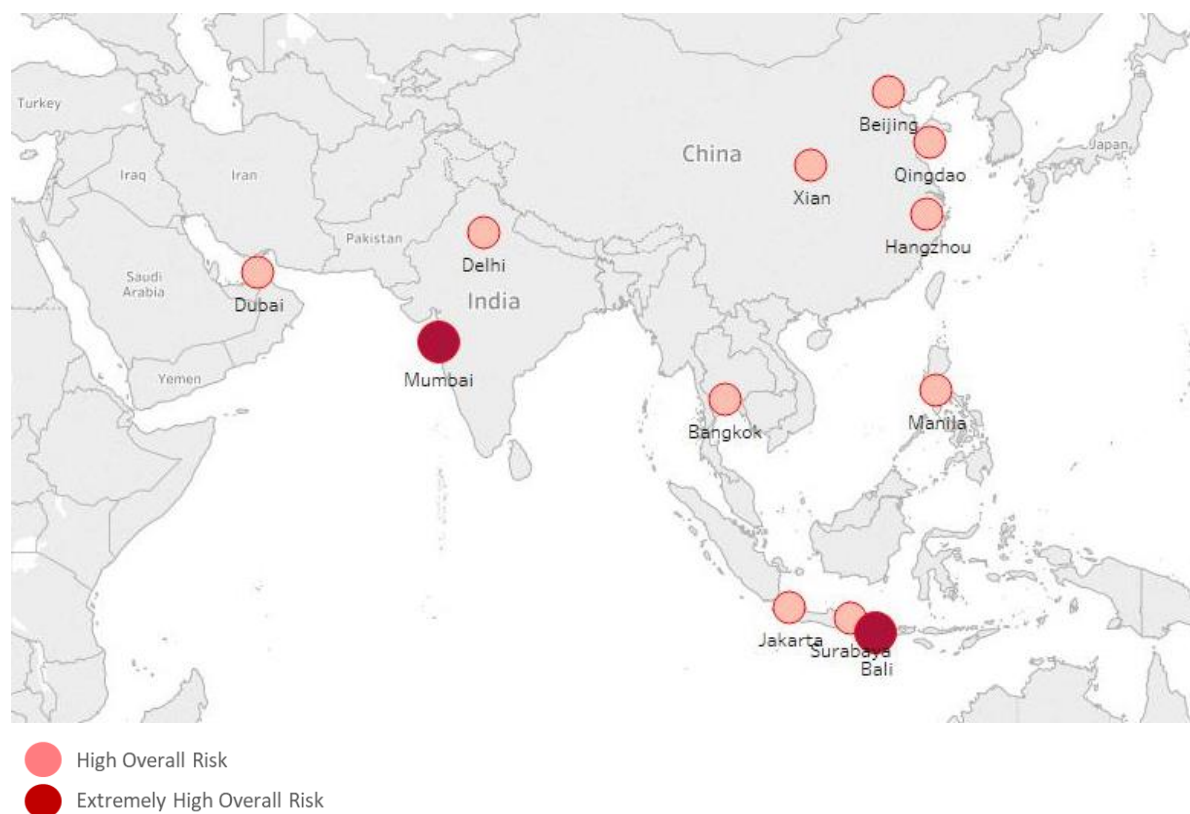 Turkey
Beijing
China
Japan
Iraq
Iran
Qingdao
Xian
Pakistan
Hangzhou
Delhi
Saudi
Arabia
India
Dubai
Yemen
Mumbai
Manila
Bangkok
Jakarta
Surabaya
Bali
High Overall Risk
Extremely High Overall Risk